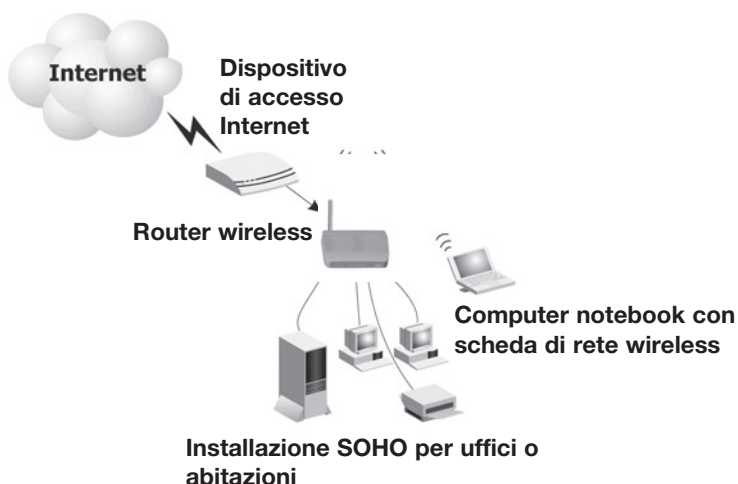 Internet
Dispositivo
di accesso
Internet
Router wireless
Computer notebook con
scheda di rete wireless
Installazione SOHO per uffici o
abitazioni